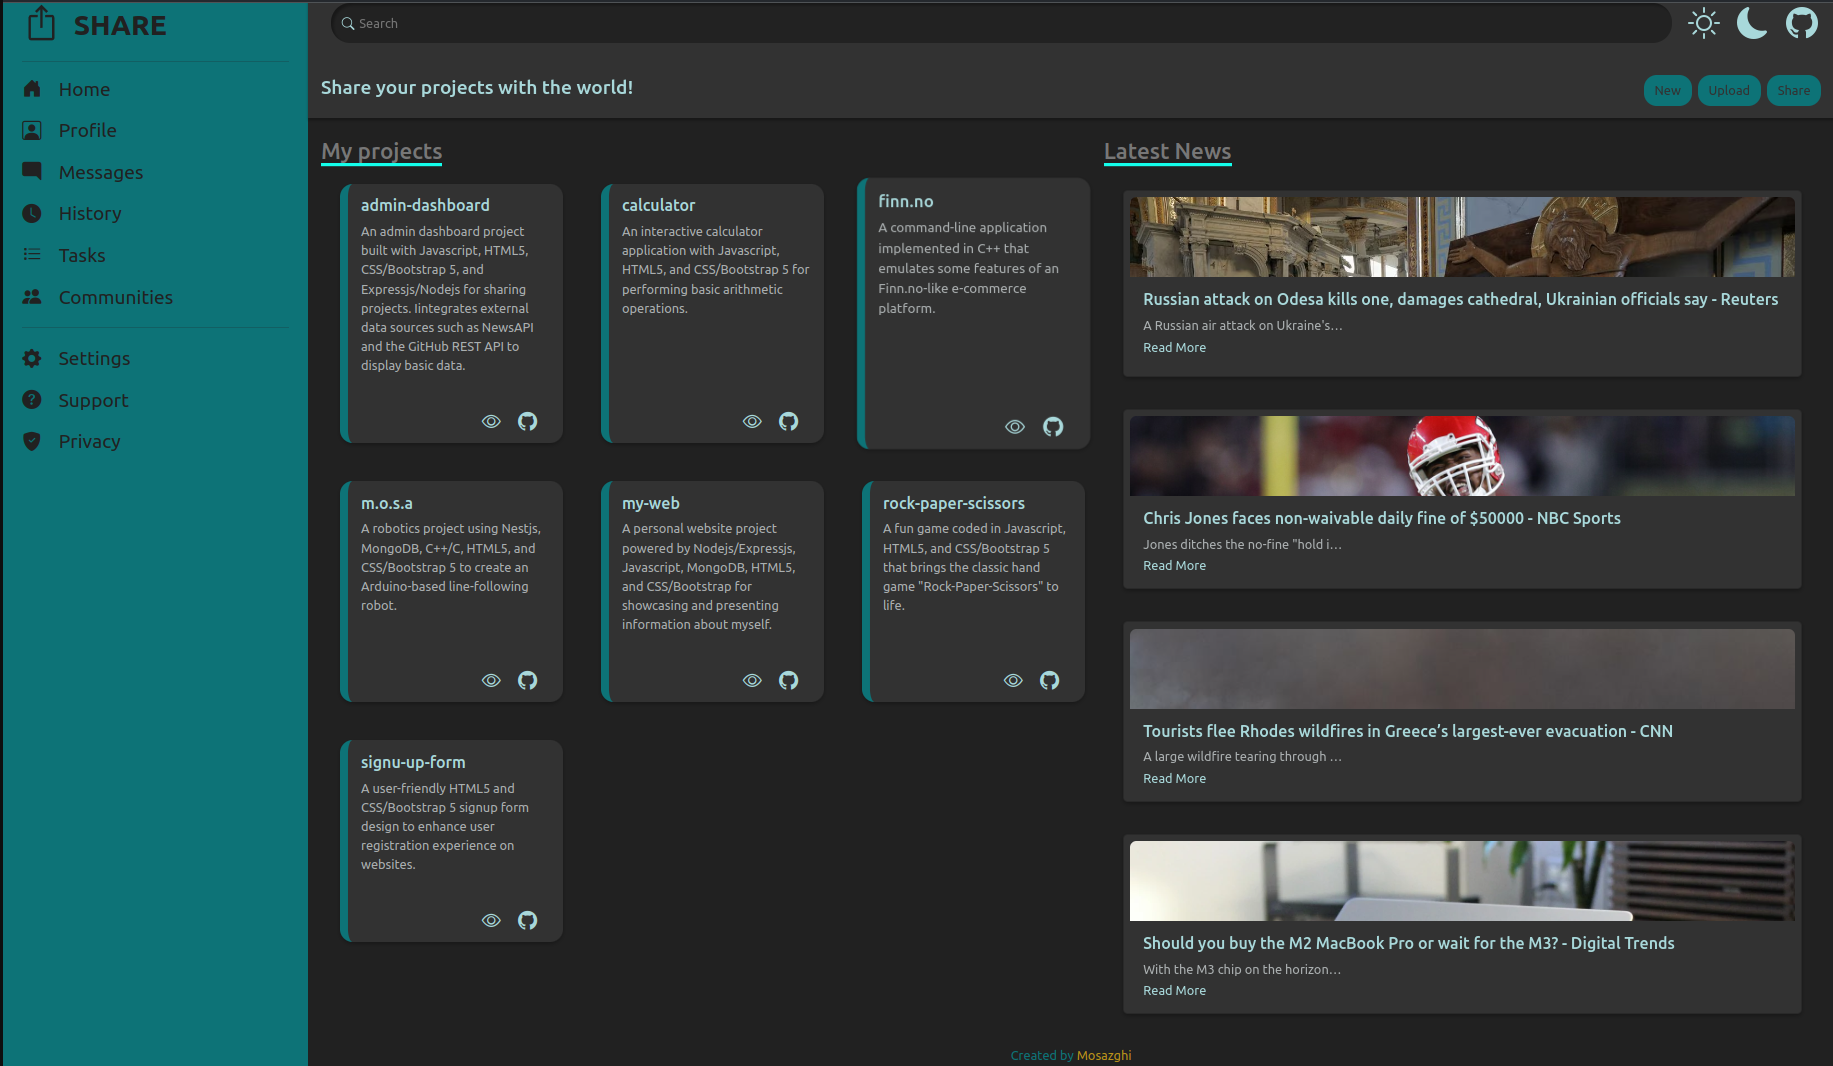 SHARE
Home
Profile
Messages
History
Tasks
Communities
Settings
Support
Privacy
Search
Share your projects with the world!
New
Upload
Share
My projects
admin-dashboard
An admin dashboard project
built with Javascript, HTML5,
CSS/Bootstrap 5, and
Expressjs/Nodejs for sharing
projects. Iintegrates external
data sources such as NewsAPI
and the GitHub REST API to
display basic data.
calculator
An interactive calculator
application with Javascript,
HTML5, and CSS/Bootstrap 5 for
performing basic arithmetic
operations.
finn.no
A command-line application
implemented in C++ that
emulates some features of an
Finn.no-like e-commerce
platform.
m.o.s.a
A robotics project using Nestjs,
MongoDB, C++/C, HTML5, and
CSS/Bootstrap 5 to create an
Arduino-based line-following
robot.
my-web
A personal website project
powered by Nodejs/Expressjs,
Javascript, MongoDB, HTML5,
and CSS/Bootstrap for
showcasing and presenting
information about myself.
rock-paper-scissors
A fun game coded in Javascript,
HTML5, and CSS/Bootstrap 5
that brings the classic hand
game "Rock-Paper-Scissors" to
life.
signu-up-form
A user-friendly HTML5 and
CSS/Bootstrap 5 signup form
design to enhance user
registration experience on
websites.
Latest News
Russian attack on Odesa kills one, damages cathedral, Ukrainian officials say - Reuters
A Russian air attack on Ukraine's…
Read More
Chris Jones faces non-waivable daily fine of $50000 - NBC Sports
Jones ditches the no-fine "hold i…
Read More
Tourists flee Rhodes wildfires in Greece’s largest-ever evacuation - CNN
A large wildfire tearing through …
Read More
Should you buy the M2 MacBook Pro or wait for the M3? - Digital Trends
With the M3 chip on the horizon…
Read More
Created by Mosazghi